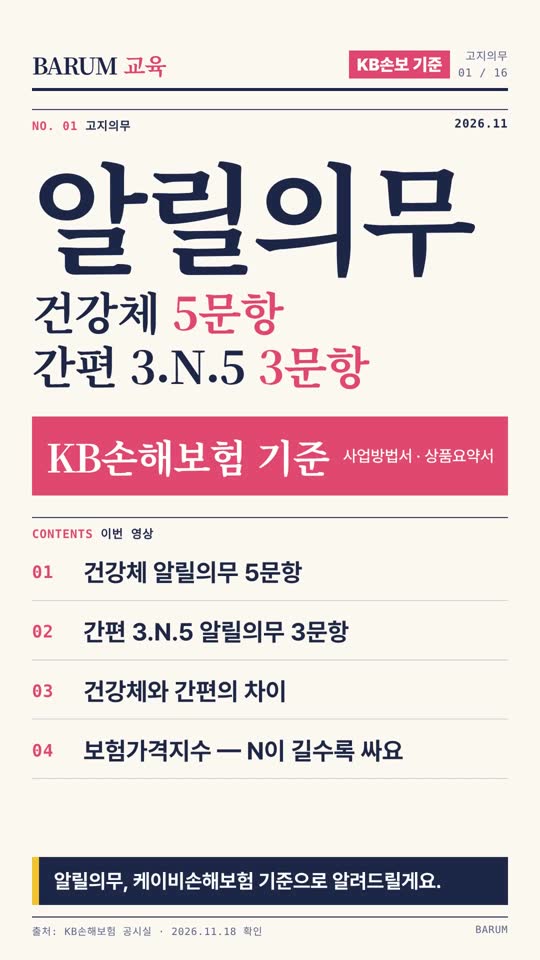 BARUM 교육
KB손보 기준
고지의무
01 / 16
NO. 01 고지의무
2026.11
알릴의무
건강체 5문항
간편 3.N.5 3문항
KB손해보험 기준 사업방법서 · 상품요약서
CONTENTS 이번 영상
01 건강체 알릴의무 5문항
02 간편 3.N.5 알릴의무 3문항
03 건강체와 간편의 차이
04 보험가격지수 — N이 길수록 싸요
알릴의무, 케이비손해보험 기준으로 알려드릴게요.
출처: KB손해보험 공시실 · 2026.11.18 확인
BARUM